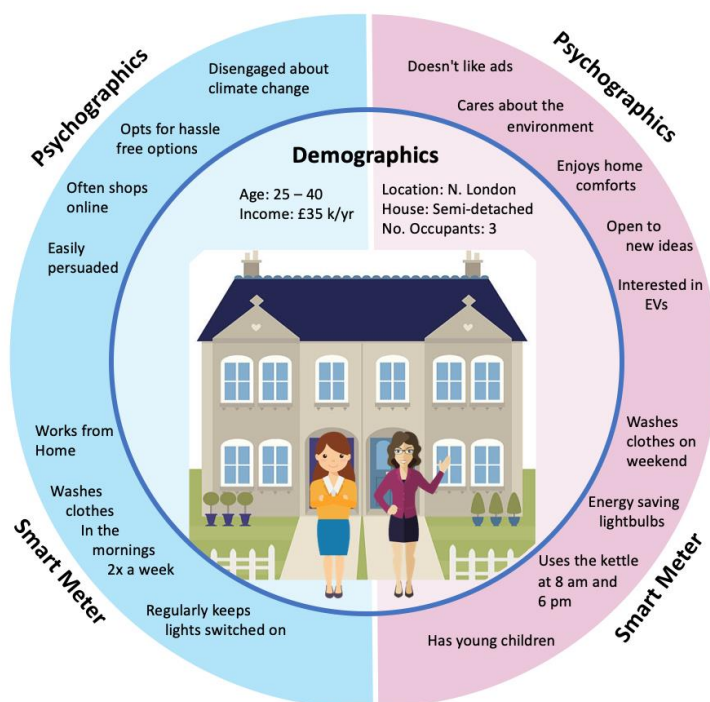 Psychographics
Disengaged about
climate change
Opts for hassle
free options
Often shops
online
Easily
persuaded
Psychographics
Doesn't like ads
Cares about the
environment
Enjoys home
comforts
Open to
new ideas
Interested in
EVs
Demographics
Age: 25 – 40
Income: £35 k/yr
Location: N. London
House: Semi-detached
No. Occupants: 3
Works from
Home
Washes
clothes
In the
mornings
2x a week
Regularly keeps
lights switched on
Smart Meter
Washes
clothes on
weekend
Energy saving
lightbulbs
Uses the kettle
at 8 am and
6 pm
Has young children
Smart Meter